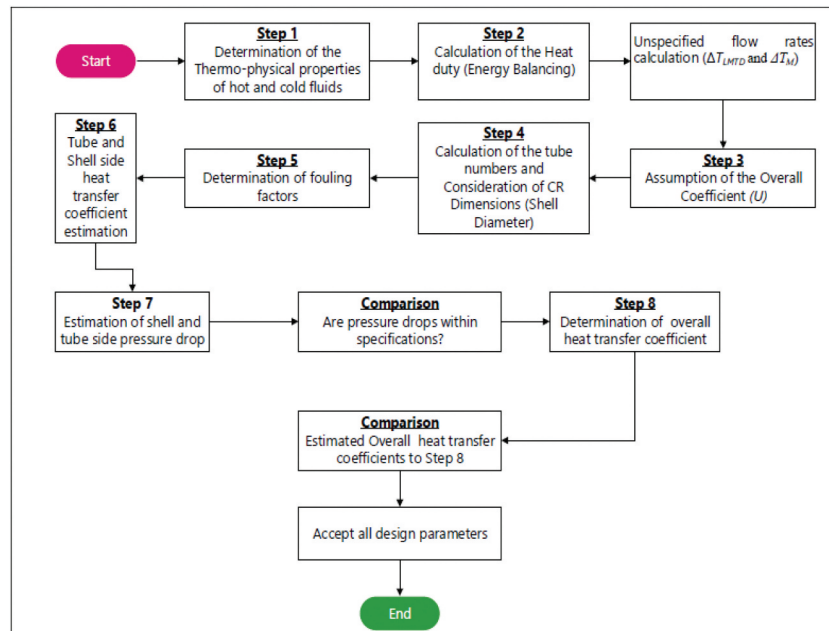 Start
Step 1
Determination of the
Thermo-physical properties
of hot and cold fluids
Step 2
Calculation of the Heat
duty (Energy Balancing)
Unspecified flow rates
calculation (ΔT_LMTD and ΔT_M)
Step 3
Assumption of the Overall
Coefficient (U)
Step 4
Calculation of the tube
numbers and
Consideration of CR
Dimensions (Shell
Diameter)
Step 5
Determination of fouling
factors
Step 6
Tube and
Shell side
heat
transfer
coefficient
estimation
Step 7
Estimation of shell and
tube side pressure drop
Comparison
Are pressure drops within
specifications?
Step 8
Determination of overall
heat transfer coefficient
Comparison
Estimated Overall heat transfer
coefficients to Step 8
Accept all design parameters
End